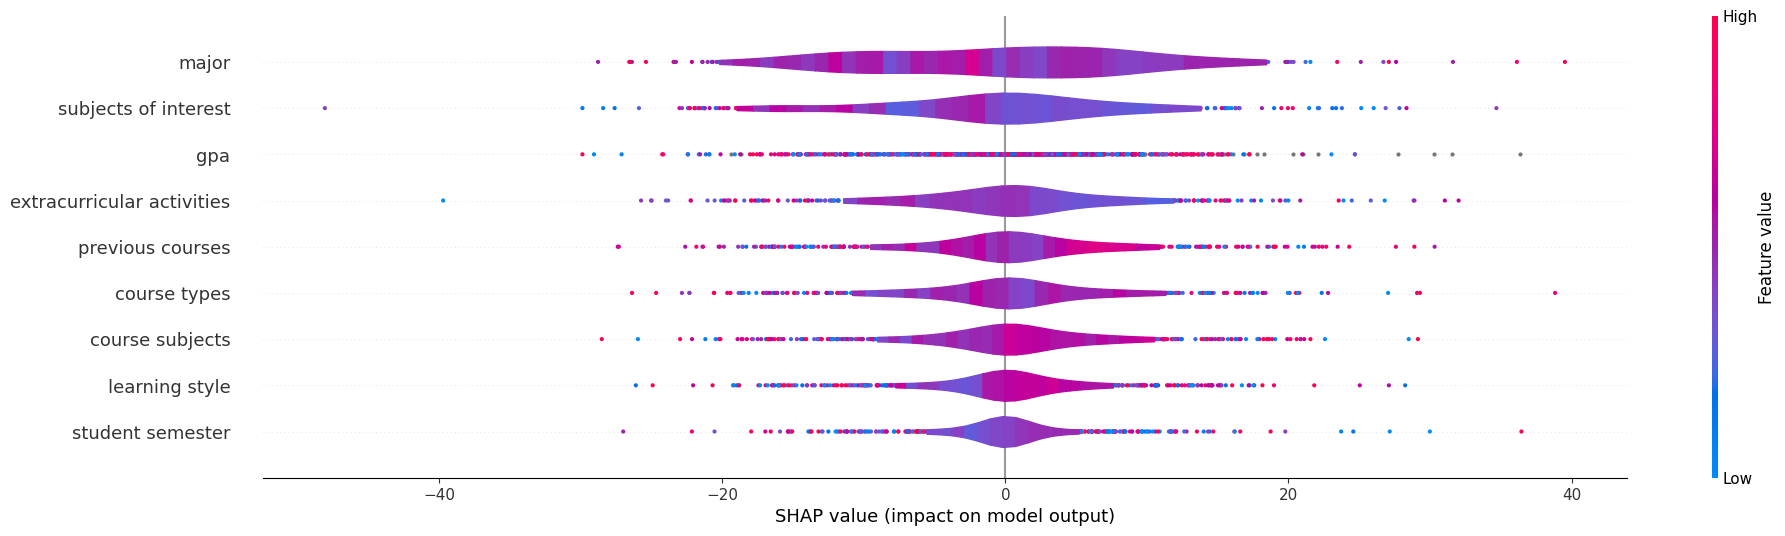 major
subjects of interest
gpa
extracurricular activities
previous courses
course types
course subjects
learning style
student semester
−40
−20
0
20
40
SHAP value (impact on model output)
High
Feature value
Low